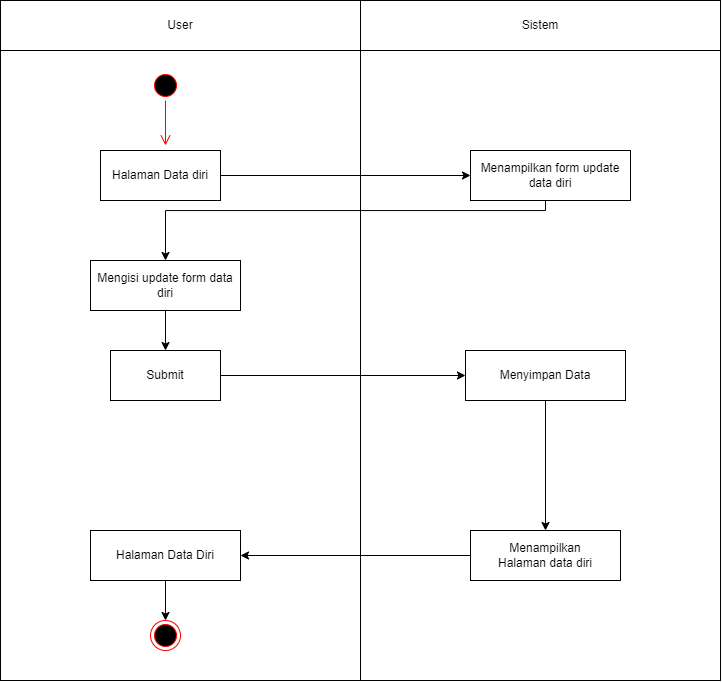 User
Sistem
Halaman Data diri
Menampilkan form update
data diri
Mengisi update form data
diri
Submit
Menyimpan Data
Halaman Data Diri
Menampilkan
Halaman data diri